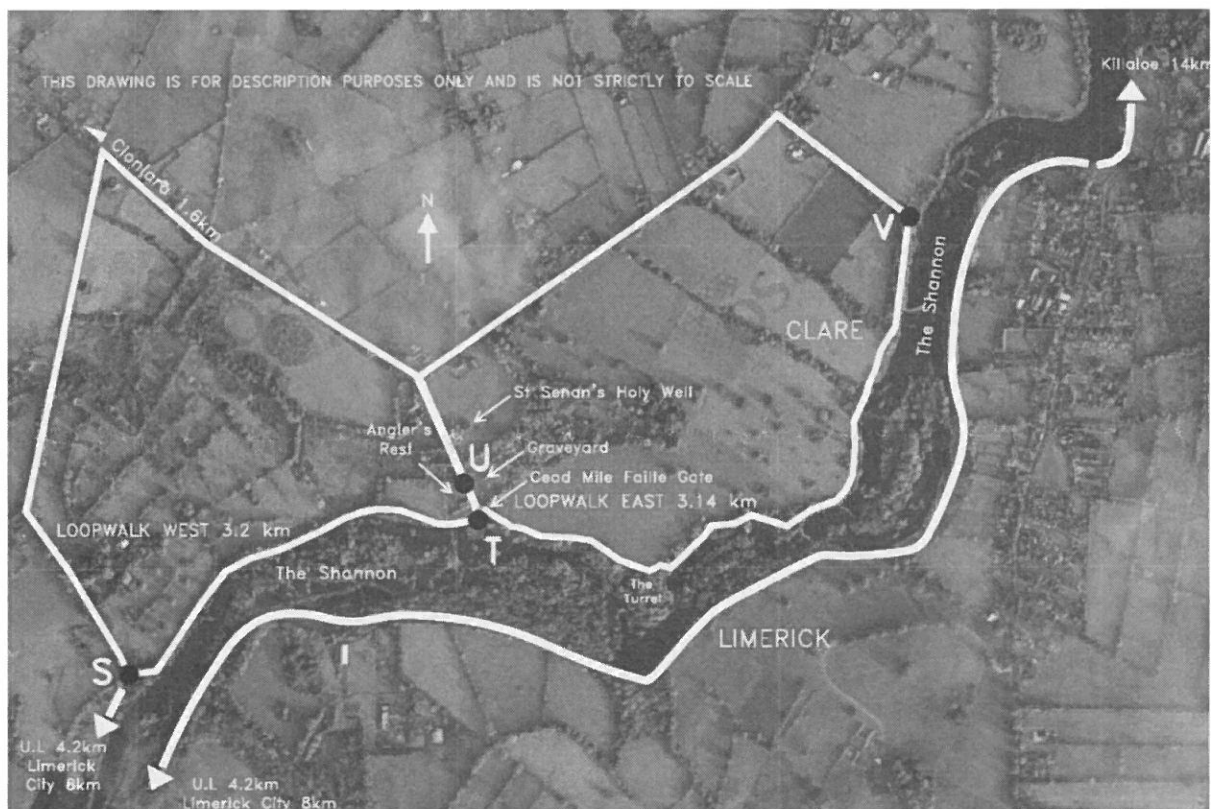 Killaloe 14km
THIS DRAWING IS FOR DESCRIPTION PURPOSES ONLY AND IS NOT STRICTLY TO SCALE
Clonlara 1.6km
N
V
The Shannon
CLARE
St Senan's Holy Well
Angler's
Rest
U
Graveyard
Cead Mile Failte Gate
LOOPWALK EAST 3.14 km
LOOPWALK WEST 3.2 km
T
The Shannon
The
Turret
LIMERICK
S
U.L 4.2km
Limerick
City 8km
U.L 4.2km
Limerick City 8km